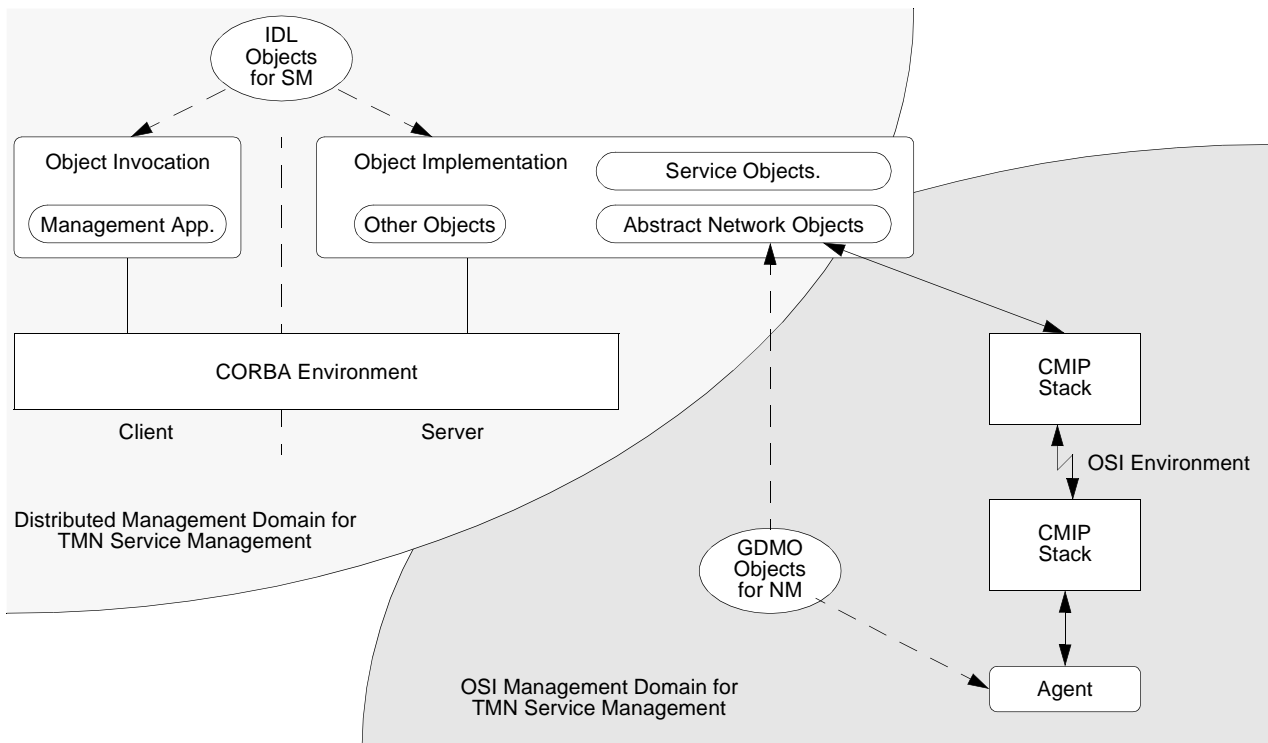 IDL
Objects
for SM
Object Invocation
Management App.
Object Implementation
Service Objects.
Other Objects
Abstract Network Objects
CORBA Environment
Client
Server
CMIP
Stack
OSI Environment
CMIP
Stack
Distributed Management Domain for
TMN Service Management
GDMO
Objects
for NM
Agent
OSI Management Domain for
TMN Service Management